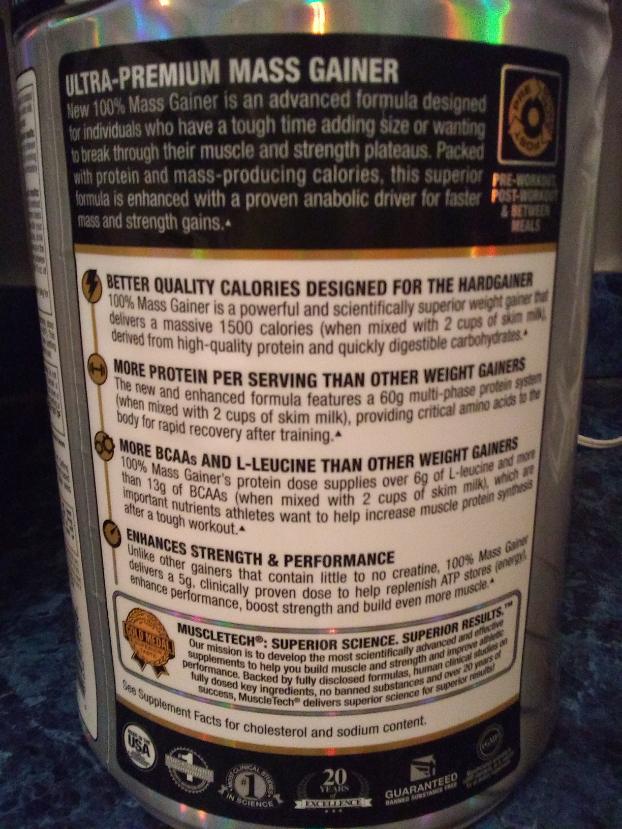 ULTRA-PREMIUM MASS GAINER
New 100% Mass Gainer is an advanced formula designed
for individuals who have a tough time adding size or wanting
to break through their muscle and strength plateaus. Packed
with protein and mass-producing calories, this superior
formula is enhanced with a proven anabolic driver for faster
mass and strength gains.▲
PRE
POST
PRE-WORKOUT,
POST-WORKOUT
& BETWEEN
MEALS
BETTER QUALITY CALORIES DESIGNED FOR THE HARDGAINER
100% Mass Gainer is a powerful and scientifically superior weight gainer that
delivers a massive 1500 calories (when mixed with 2 cups of skim milk),
derived from high-quality protein and quickly digestible carbohydrates.▲
MORE PROTEIN PER SERVING THAN OTHER WEIGHT GAINERS
The new and enhanced formula features a 60g multi-phase protein system
(when mixed with 2 cups of skim milk), providing critical amino acids to the
body for rapid recovery after training.▲
MORE BCAAs AND L-LEUCINE THAN OTHER WEIGHT GAINERS
100% Mass Gainer's protein dose supplies over 6g of L-leucine and more
than 13g of BCAAs (when mixed with 2 cups of skim milk), which are
important nutrients athletes want to help increase muscle protein synthesis
after a tough workout.▲
ENHANCES STRENGTH & PERFORMANCE
Unlike other gainers that contain little to no creatine, 100% Mass Gainer
delivers a 5g, clinically proven dose to help replenish ATP stores (energy),
enhance performance, boost strength and build even more muscle.▲
GOLD MEDAL
MUSCLETECH®: SUPERIOR SCIENCE. SUPERIOR RESULTS.™
Our mission is to develop the most scientifically advanced and effective
supplements to help you build muscle and strength and improve athletic
performance. Backed by fully disclosed formulas, human clinical studies on
fully dosed key ingredients, no banned substances and over 20 years of
success, MuscleTech® delivers superior science for superior results!
See Supplement Facts for cholesterol and sodium content.
MADE IN THE
USA
1
#1
IN SCIENCE
20
YEARS
of
EXCELLENCE
GUARANTEED
BANNED SUBSTANCE FREE